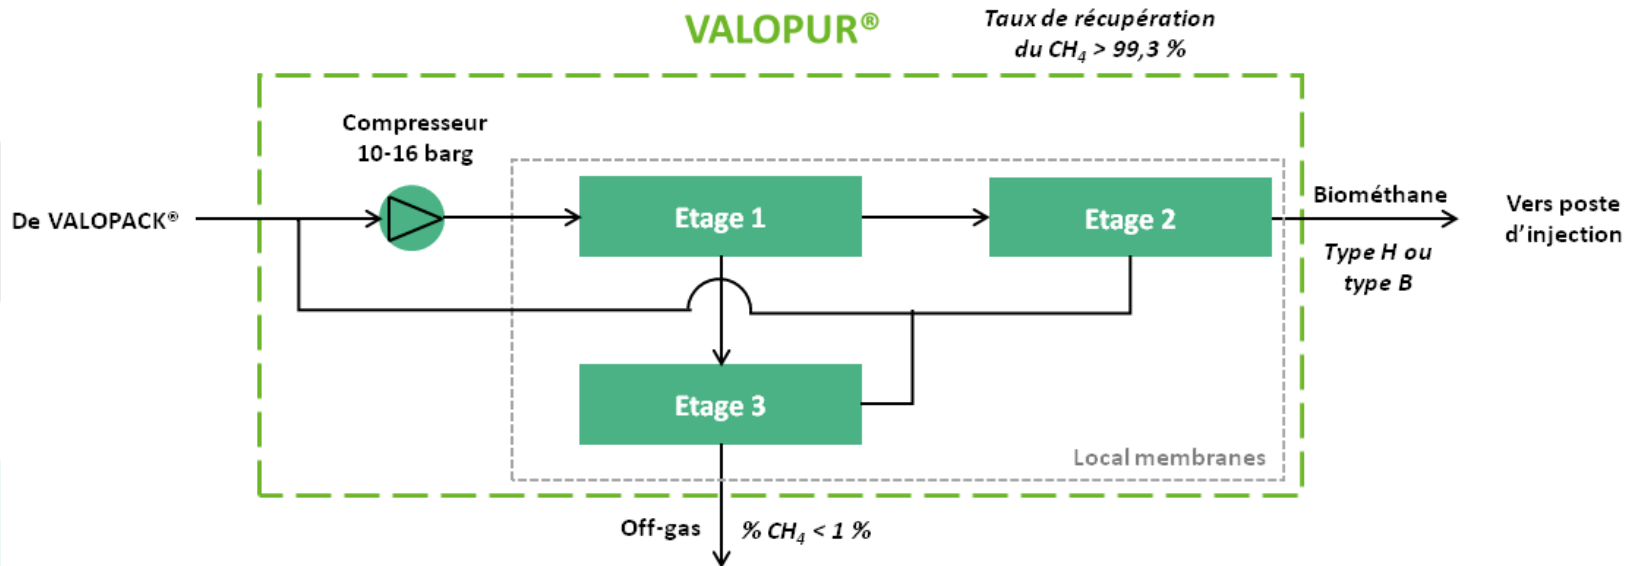 VALOPUR®
Taux de récupération
du CH₄ > 99,3 %
Compresseur
10-16 barg
De VALOPACK®
Etage 1
Etage 2
Biométhane
Type H ou
type B
Vers poste
d’injection
Etage 3
Local membranes
Off-gas
% CH₄ < 1 %